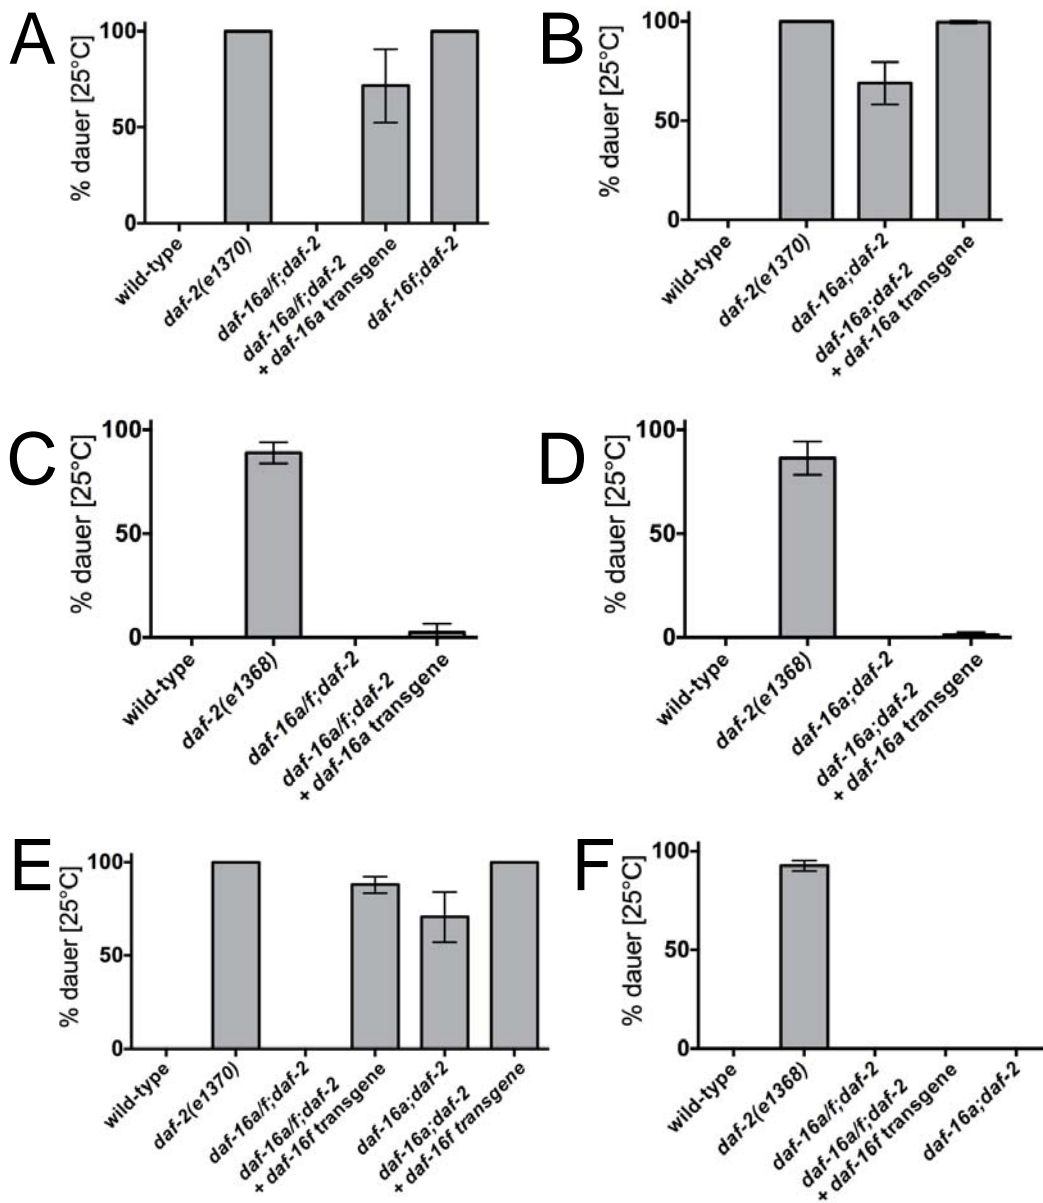 A
% dauer [25°C]
100
50
0
wild-type
daf-2(e1370)
daf-16a/f;daf-2
daf-16a/f;daf-2
+ daf-16a transgene
daf-16f;daf-2
B
% dauer [25°C]
100
50
0
wild-type
daf-2(e1370)
daf-16a;daf-2
daf-16a;daf-2
+ daf-16a transgene
C
% dauer [25°C]
100
50
0
wild-type
daf-2(e1368)
daf-16a/f;daf-2
daf-16a/f;daf-2
+ daf-16a transgene
D
% dauer [25°C]
100
50
0
wild-type
daf-2(e1368)
daf-16a;daf-2
daf-16a;daf-2
+ daf-16a transgene
E
% dauer [25°C]
100
50
0
wild-type
daf-2(e1370)
daf-16a/f;daf-2
daf-16a/f;daf-2
+ daf-16f transgene
daf-16a;daf-2
daf-16a;daf-2
+ daf-16f transgene
F
% dauer [25°C]
100
50
0
wild-type
daf-2(e1368)
daf-16a/f;daf-2
daf-16a/f;daf-2
+ daf-16f transgene
daf-16a;daf-2